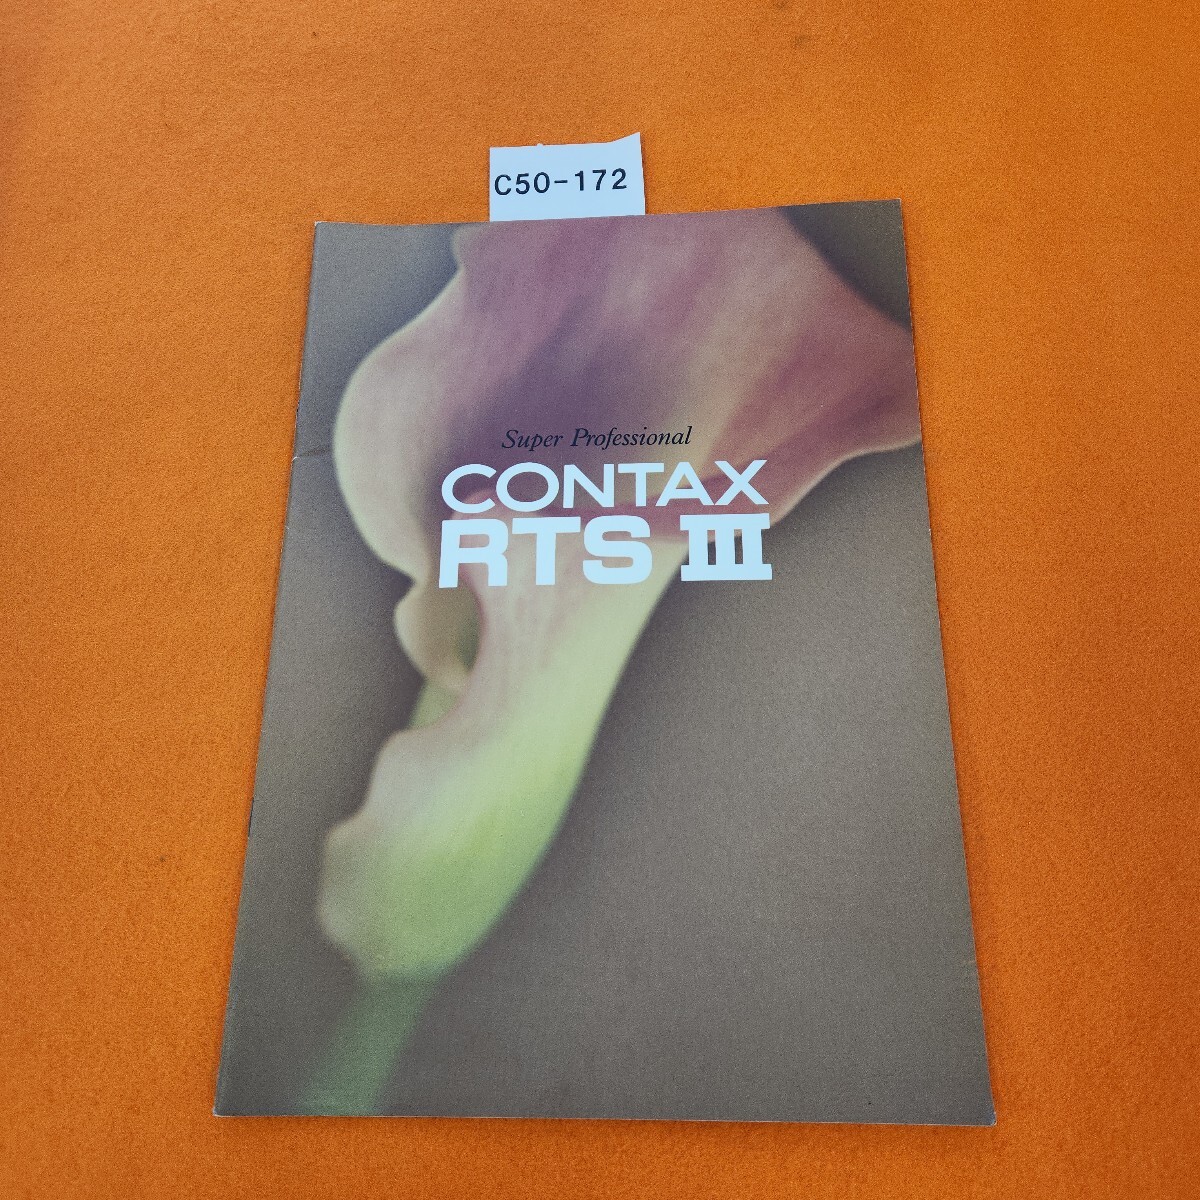 C50-172
Super Professional
CONTAX
RTS III